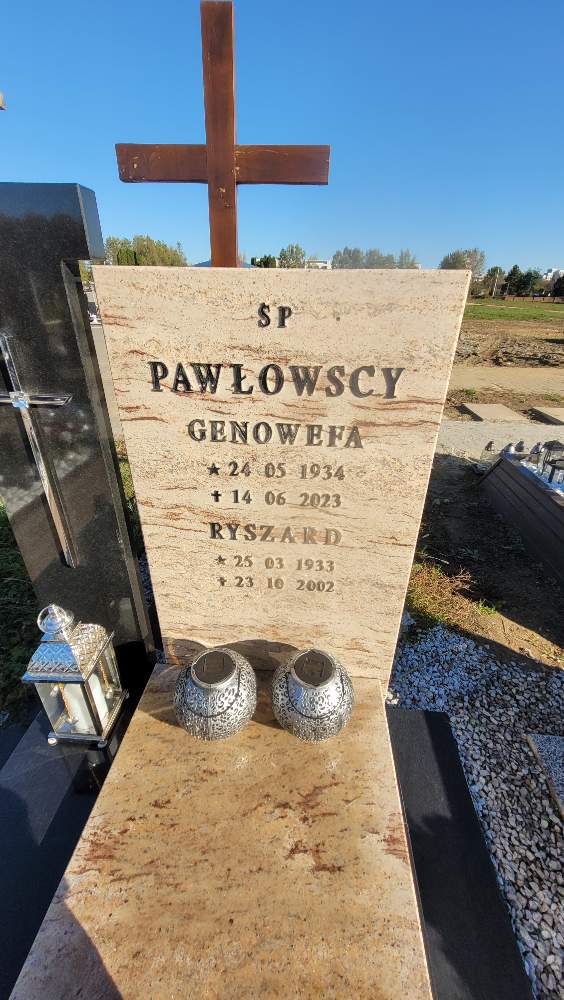 ŚP
PAWŁOWSCY
GENOWEFA
★ 24 05 1934
✝ 14 06 2023
RYSZARD
★ 25 03 1933
✝ 23 10 2002